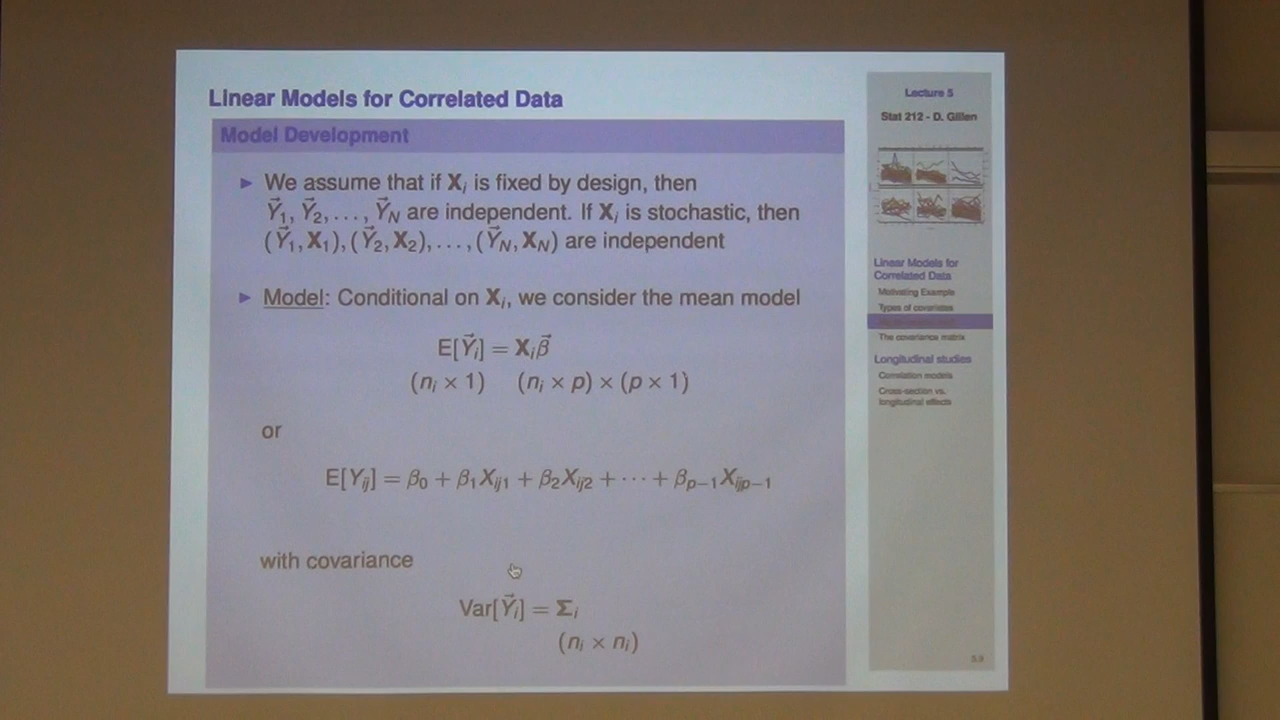 Linear Models for Correlated Data
Model Development
We assume that if X_i is fixed by design, then
Y⃗_1, Y⃗_2, . . . , Y⃗_N are independent. If X_i is stochastic, then
(Y⃗_1, X_1), (Y⃗_2, X_2), . . . , (Y⃗_N, X_N) are independent
Model: Conditional on X_i, we consider the mean model
E[Y⃗_i] = X_iβ⃗
(n_i × 1) (n_i × p) × (p × 1)
or
E[Y_ij] = β_0 + β_1X_ij1 + β_2X_ij2 + · · · + β_p−1X_ijp−1
with covariance
Var[Y⃗_i] = Σ_i
(n_i × n_i)
Lecture 5
Stat 212 - D. Gillen
Linear Models for
Correlated Data
Motivating Example
Types of covariates
The covariance matrix
Longitudinal studies
Correlation models
Cross-section vs.
longitudinal effects
5.9